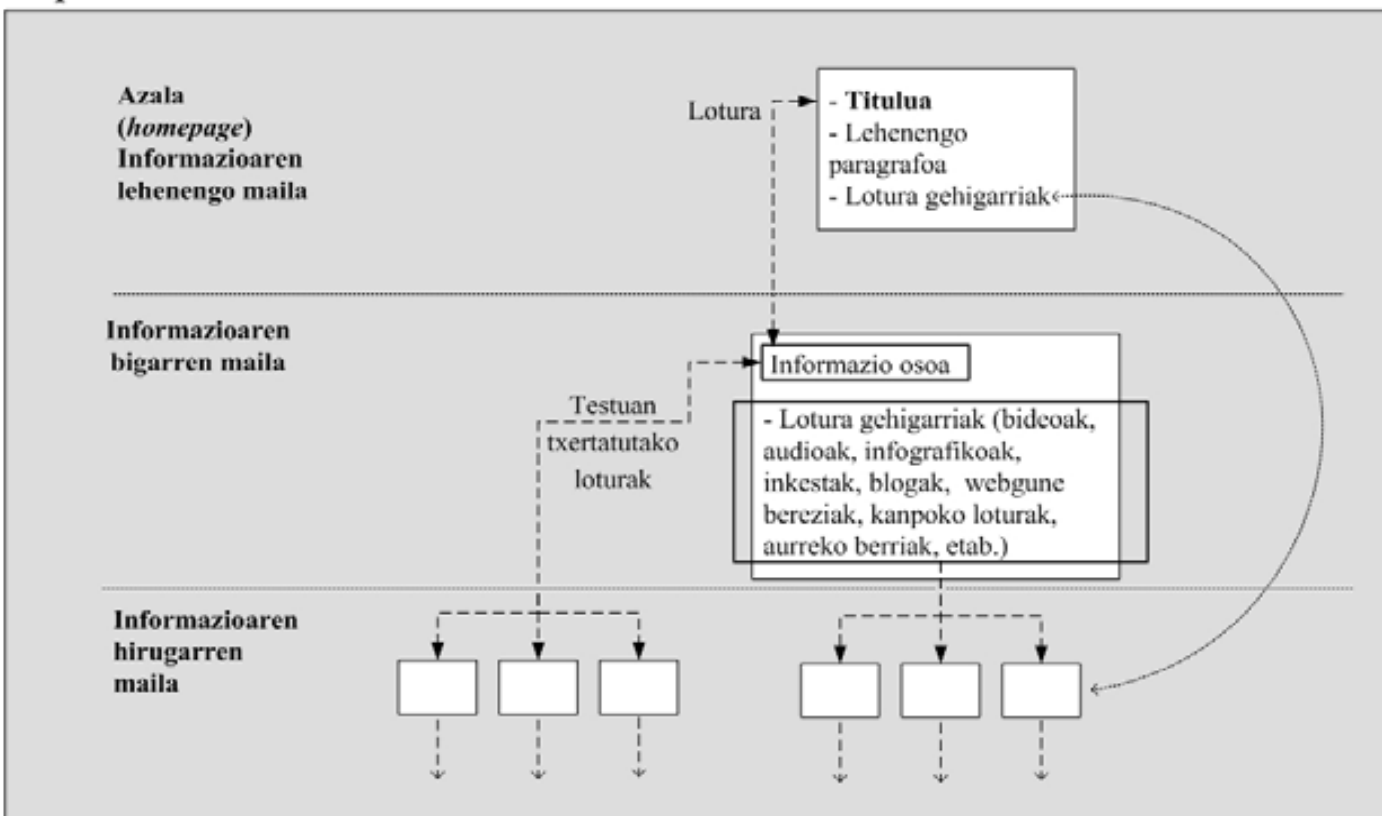 Azala
(homepage)
Informazioaren
lehenengo maila
Lotura
- Titulua
- Lehenengo
paragrafoa
- Lotura gehigarriak
Informazioaren
bigarren maila
Informazio osoa
Testuan
txertatutako
loturak
- Lotura gehigarriak (bideoak,
audioak, infografikoak,
inkestak, blogak, webgune
bereziak, kanpoko loturak,
aurreko berriak, etab.)
Informazioaren
hirugarren
maila